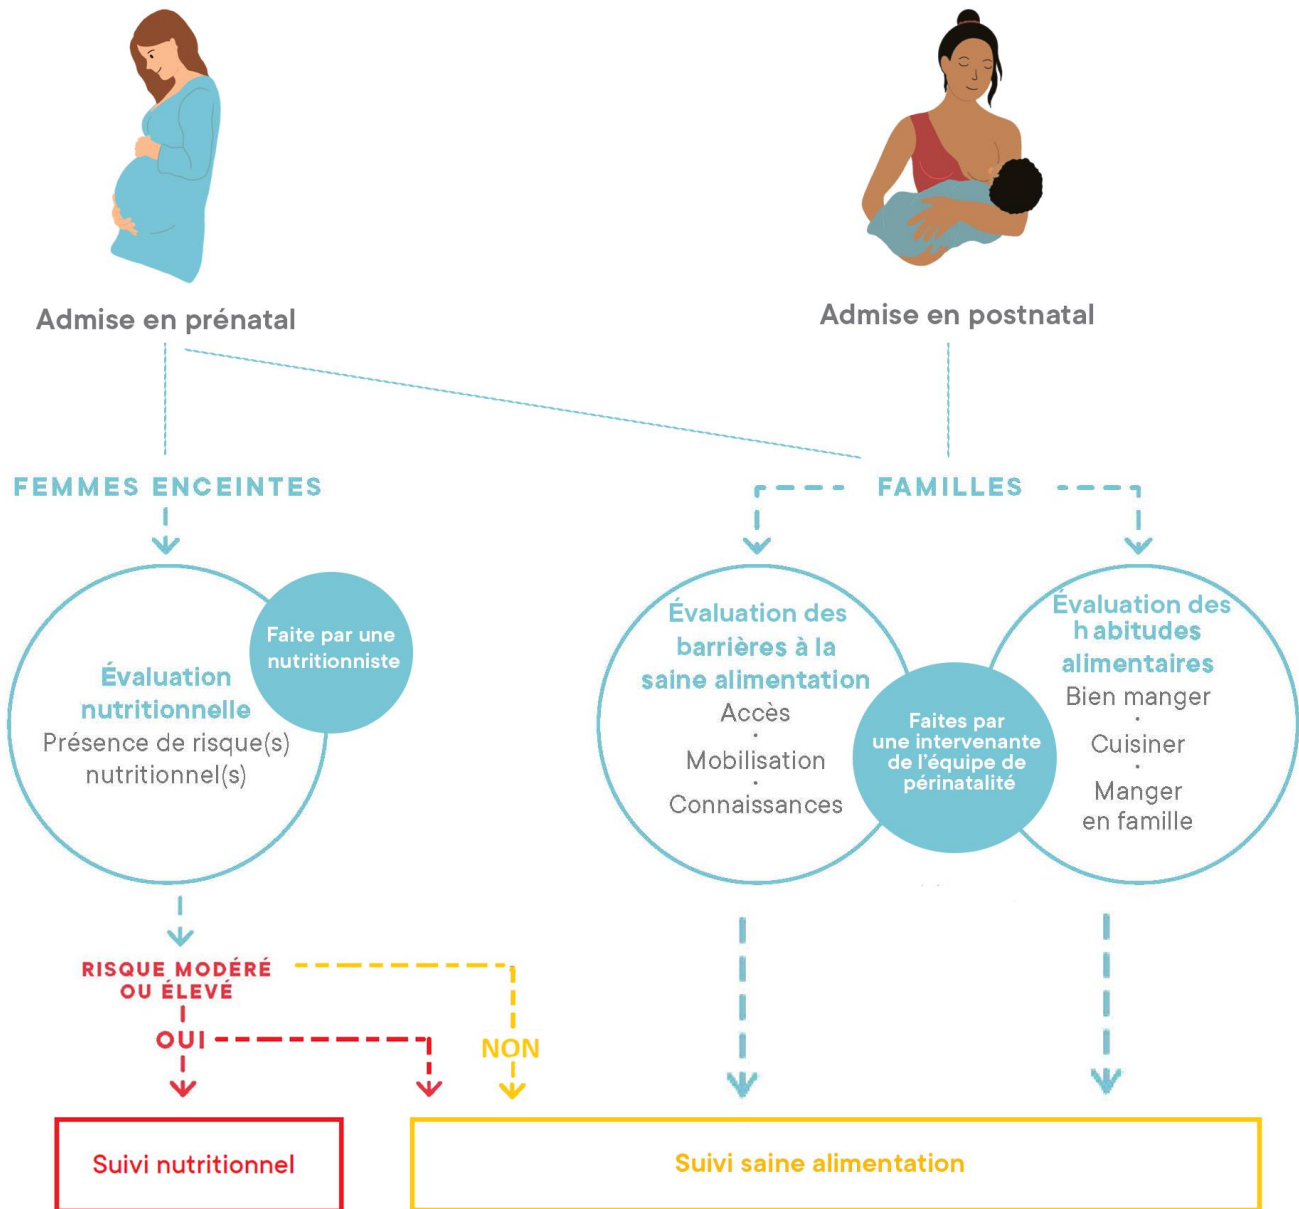 Admise en prénatal
Admise en postnatal
FEMMES ENCEINTES
FAMILLES
Évaluation
nutritionnelle
Présence de risque(s)
nutritionnel(s)
Faite par une
nutritionniste
Évaluation des
barrières à la
saine alimentation
Accès
·
Mobilisation
·
Connaissances
Faites par
une intervenante
de l'équipe de
périnatalité
Évaluation des
habitudes
alimentaires
Bien manger
·
Cuisiner
·
Manger
en famille
RISQUE MODÉRÉ
OU ÉLEVÉ
OUI
NON
Suivi nutritionnel
Suivi saine alimentation